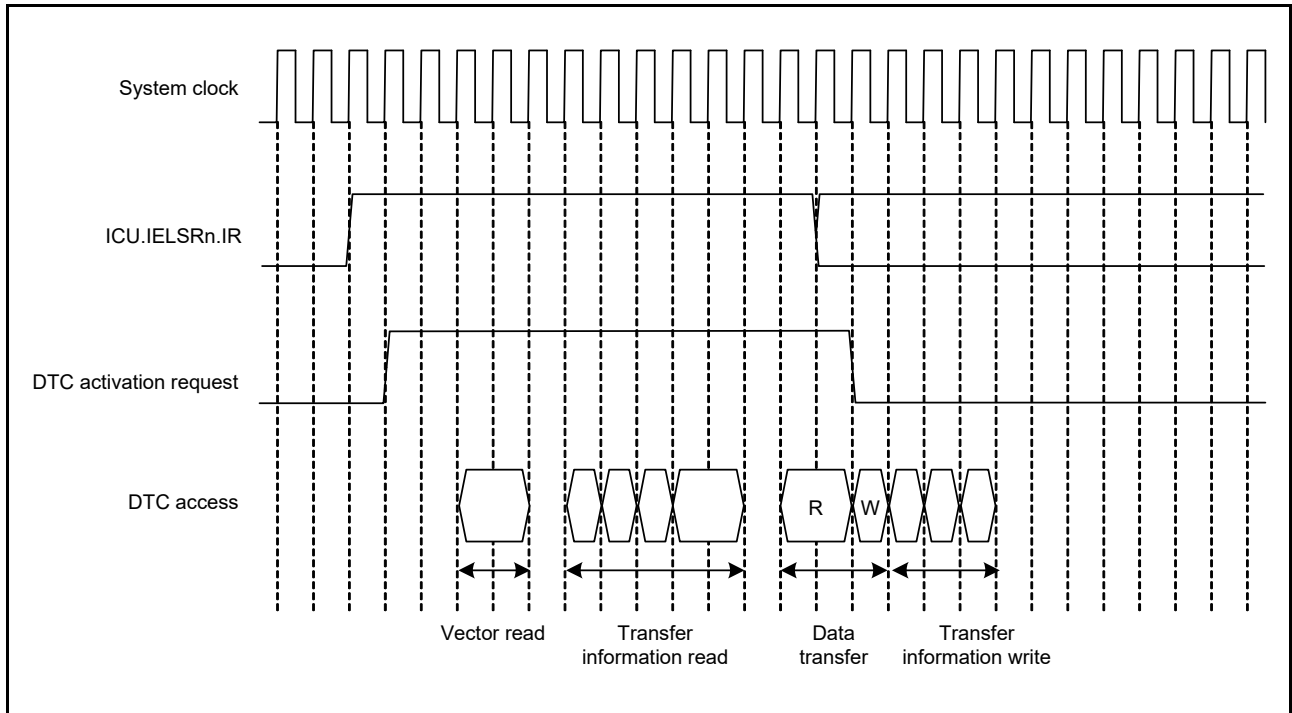 System clock
ICU.IELSRn.IR
DTC activation request
DTC access
R
W
Vector read
Transfer
information read
Data
transfer
Transfer
information write